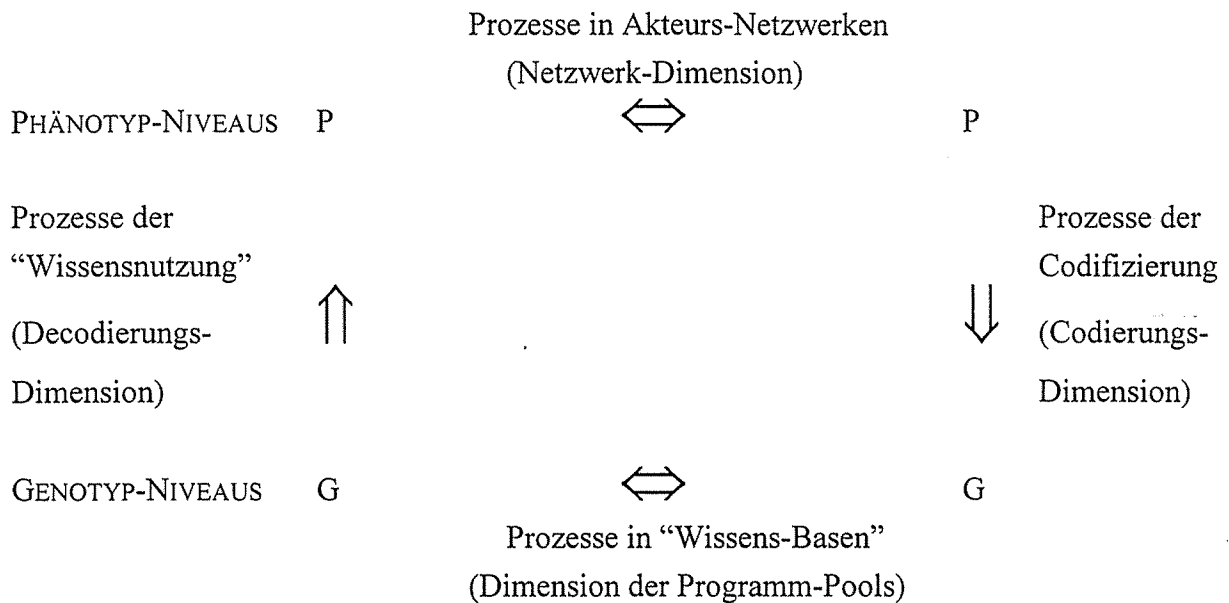 Prozesse in Akteurs-Netzwerken
(Netzwerk-Dimension)
PHÄNOTYP-NIVEAUS P ⇔ P
Prozesse der
“Wissensnutzung”
(Decodierungs-
Dimension)
⇑
⇓
Prozesse der
Codifizierung
(Codierungs-
Dimension)
GENOTYP-NIVEAUS G ⇔ G
Prozesse in “Wissens-Basen”
(Dimension der Programm-Pools)